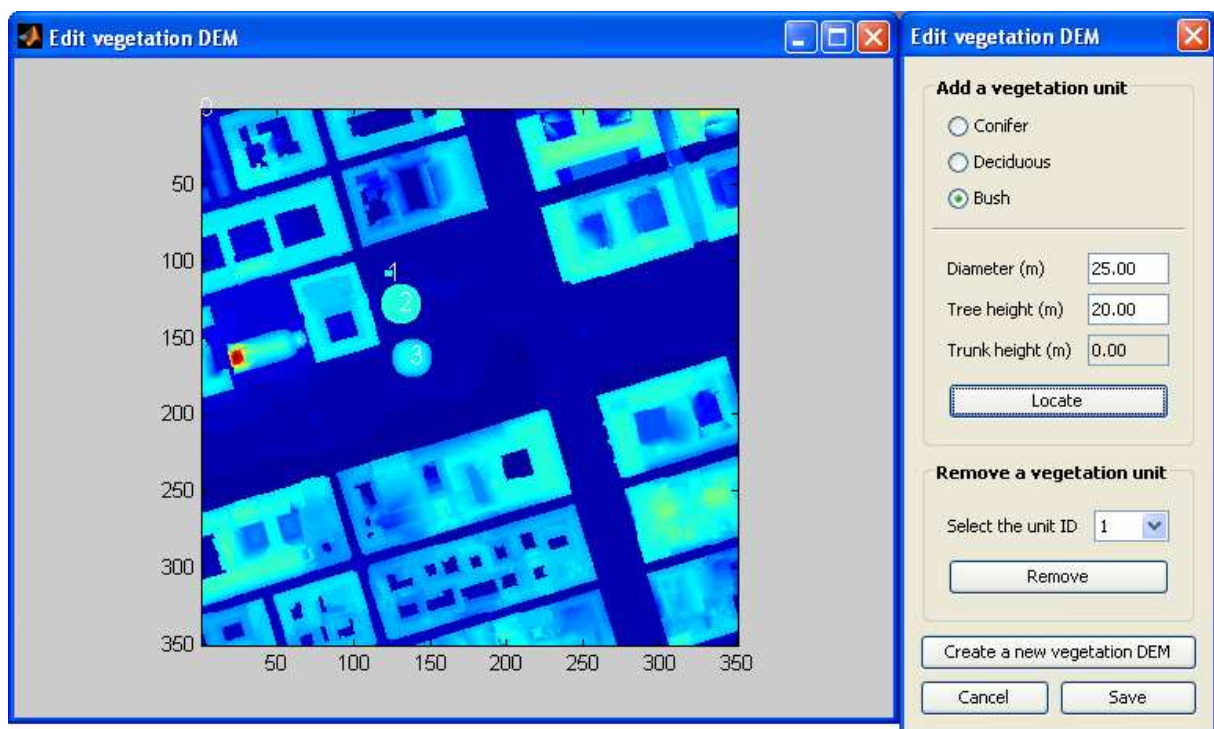 Edit vegetation DEM
0
50
100
150
200
250
300
350
1
2
3
50 100 150 200 250 300 350
Edit vegetation DEM
Add a vegetation unit
Conifer
Deciduous
Bush
Diameter (m) 25.00
Tree height (m) 20.00
Trunk height (m) 0.00
Locate
Remove a vegetation unit
Select the unit ID 1
Remove
Create a new vegetation DEM
Cancel Save